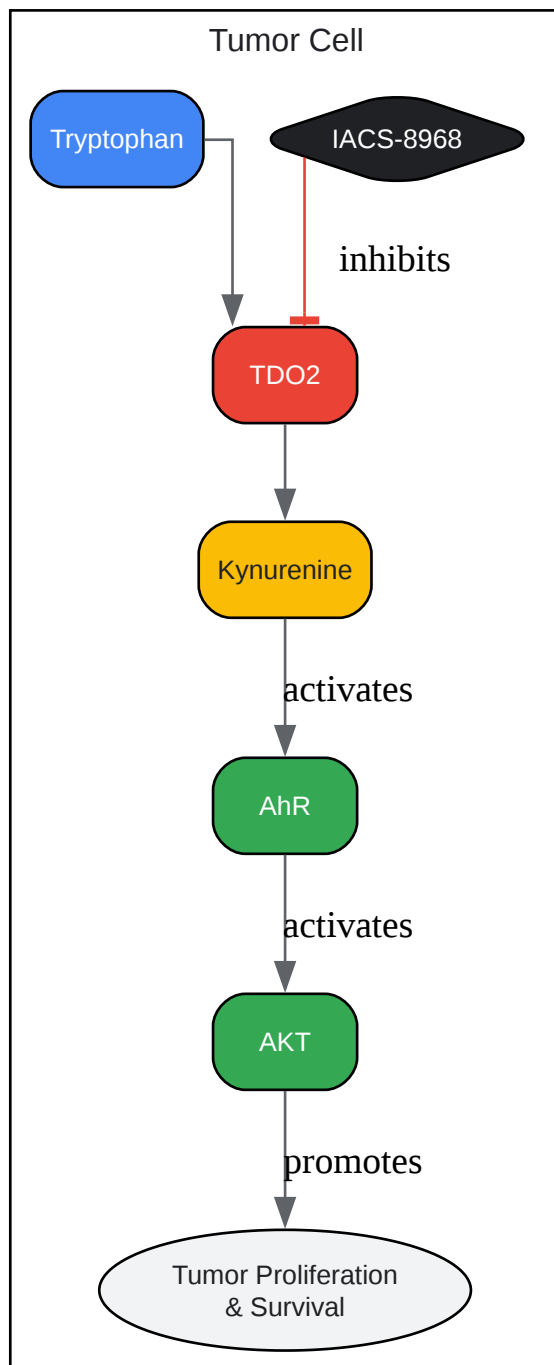 Tumor Cell
Tryptophan
IACS-8968
inhibits
TDO2
Kynurenine
activates
AhR
activates
AKT
promotes
Tumor Proliferation
& Survival